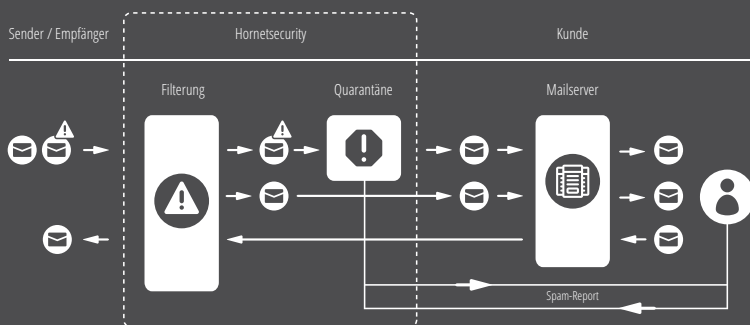 Sender / Empfänger
Hornetsecurity
Kunde
Filterung
Quarantäne
Mailserver
Spam-Report